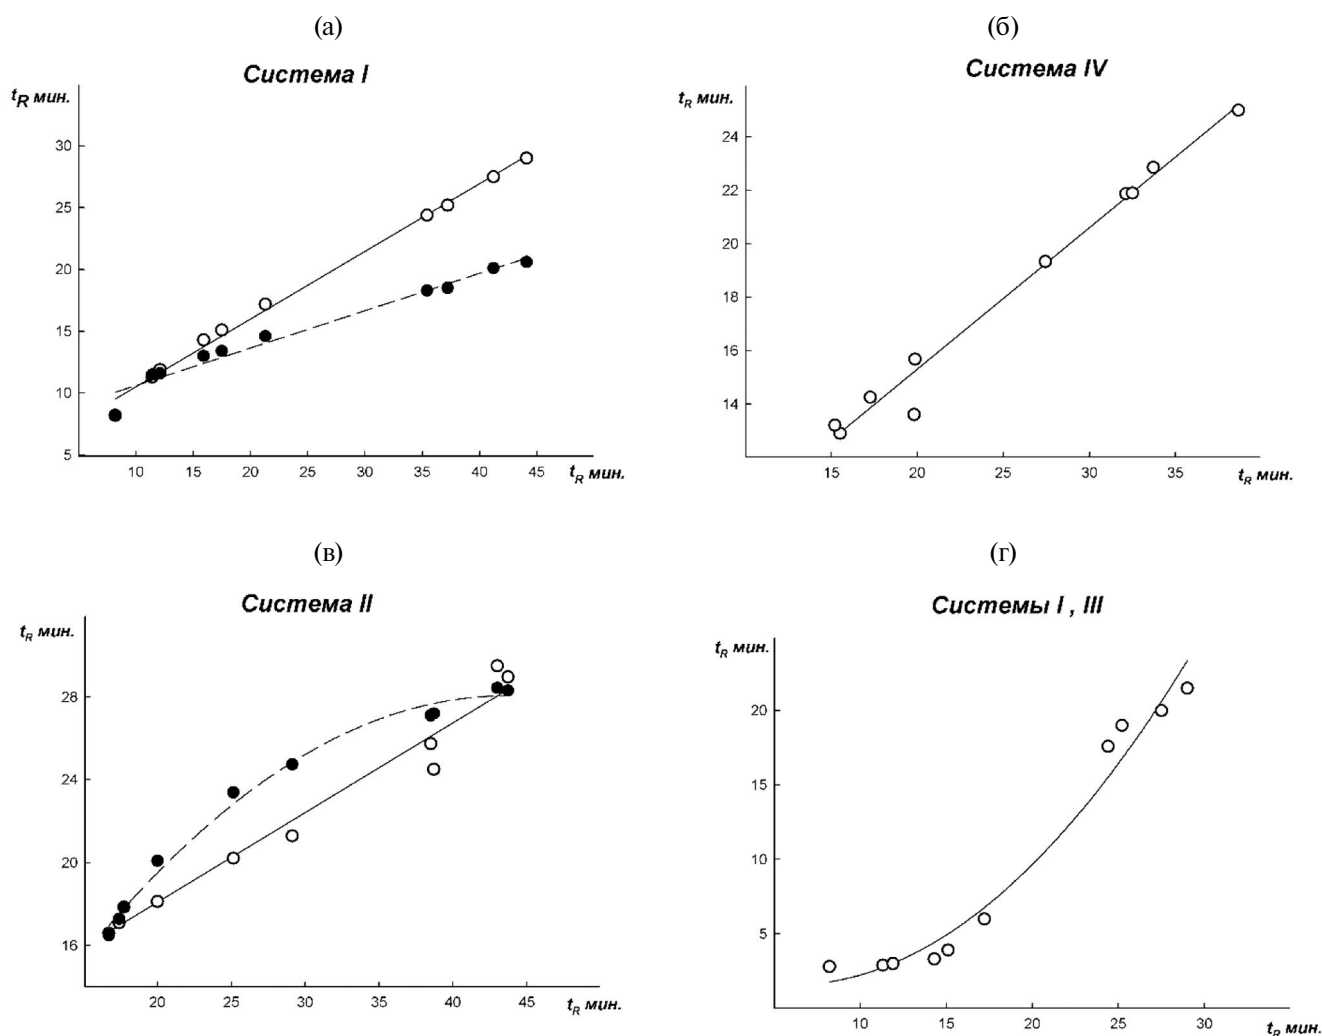 (а)
Система I
t_R мин.
30
25
20
15
10
5
10 15 20 25 30 35 40 45
t_R мин.
(б)
Система IV
t_R мин.
24
22
20
18
16
14
15 20 25 30 35
t_R мин.
(в)
Система II
t_R мин.
28
24
20
16
20 25 30 35 40 45
t_R мин.
(г)
Системы I , III
t_R мин.
20
15
10
5
10 15 20 25 30
t_R мин.